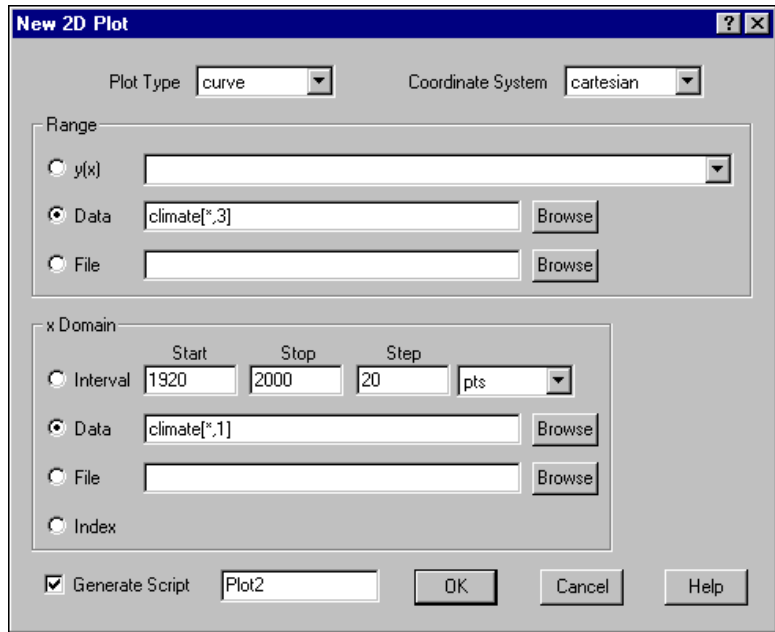 New 2D Plot
Plot Type curve Coordinate System cartesian
Range
y(x)
Data climate[*,3] Browse
File Browse
x Domain
Start Stop Step
Interval 1920 2000 20 pts
Data climate[*,1] Browse
File Browse
Index
Generate Script Plot2 OK Cancel Help